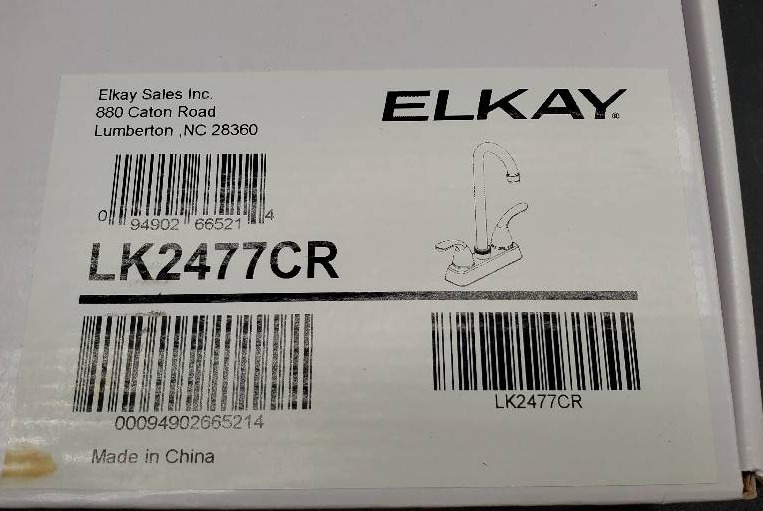 Elkay Sales Inc.
880 Caton Road
Lumberton ,NC 28360
ELKAY®
0 94902 66521 4
LK2477CR
00094902665214
LK2477CR
Made in China